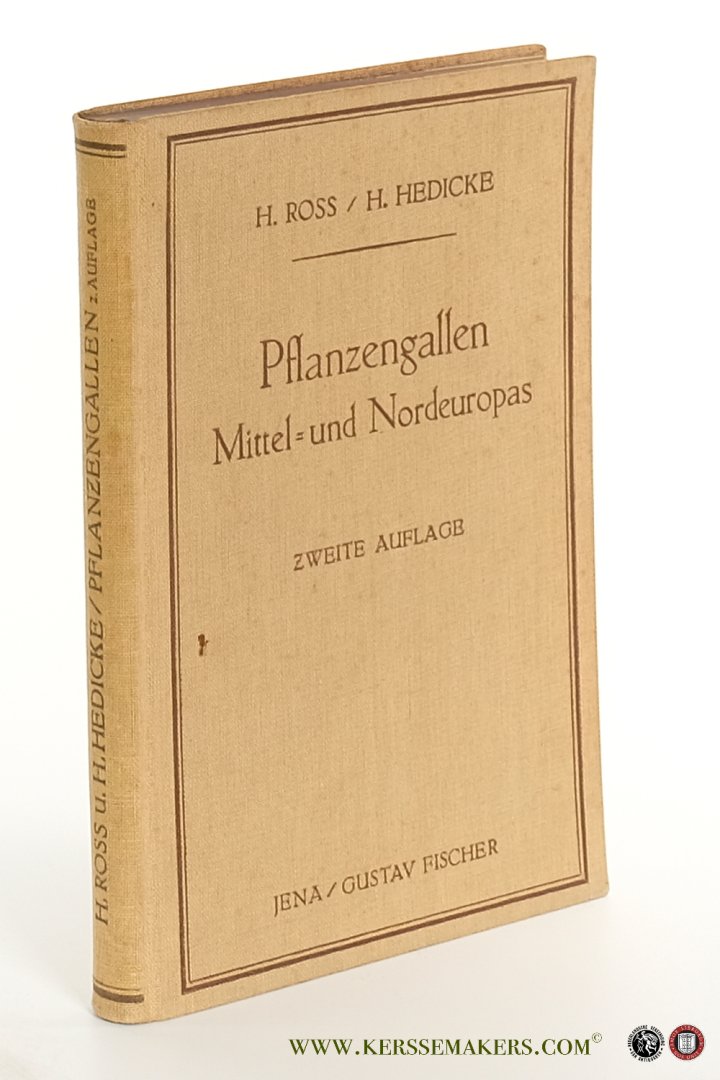 H. ROSS / H. HEDICKE
Pflanzengallen
Mittel= und Nordeuropas
ZWEITE AUFLAGE
JENA / GUSTAV FISCHER
H. ROSS u. H. HEDICKE / PFLANZENGALLEN 2. AUFLAGE
WWW.KERSSEMAKERS.COM©